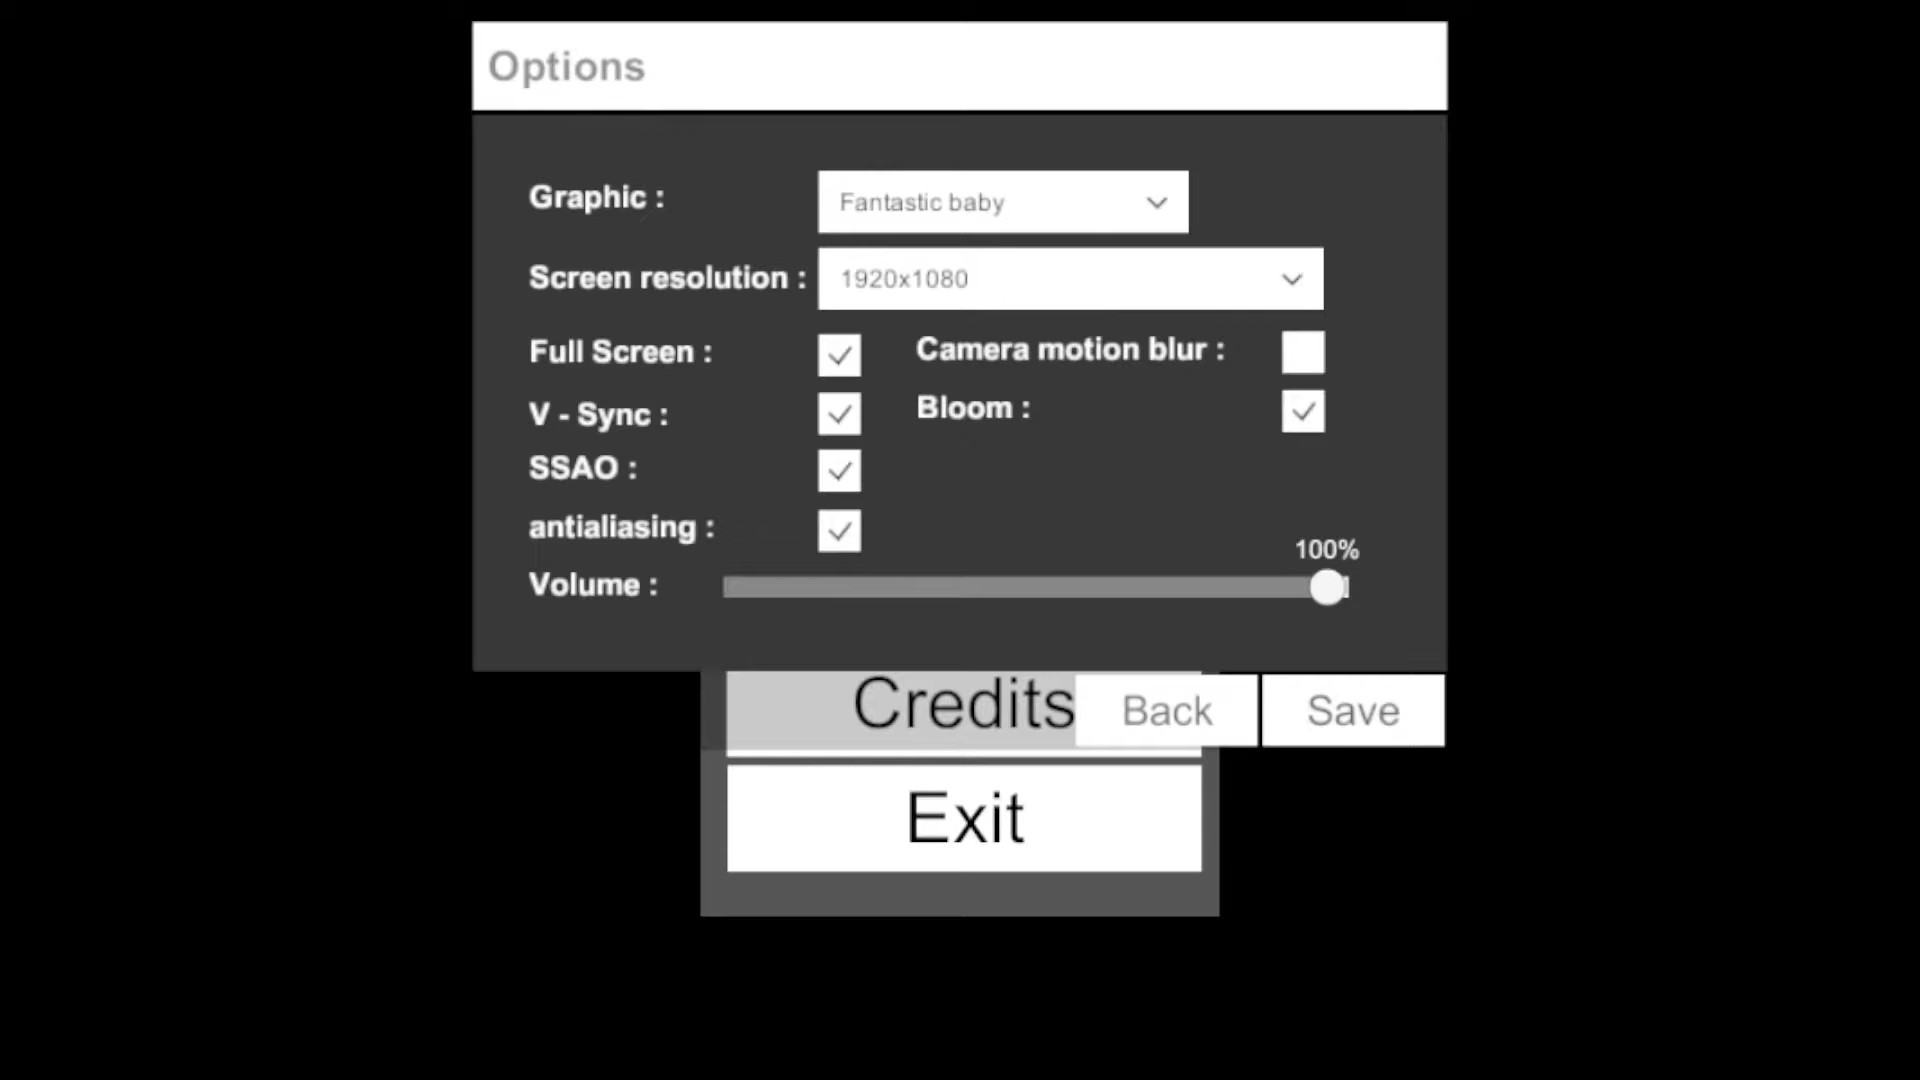 Options
Graphic : Fantastic baby
Screen resolution : 1920x1080
Full Screen : Camera motion blur :
V - Sync : Bloom :
SSAO :
antialiasing :
100%
Volume :
Credits Back Save
Exit